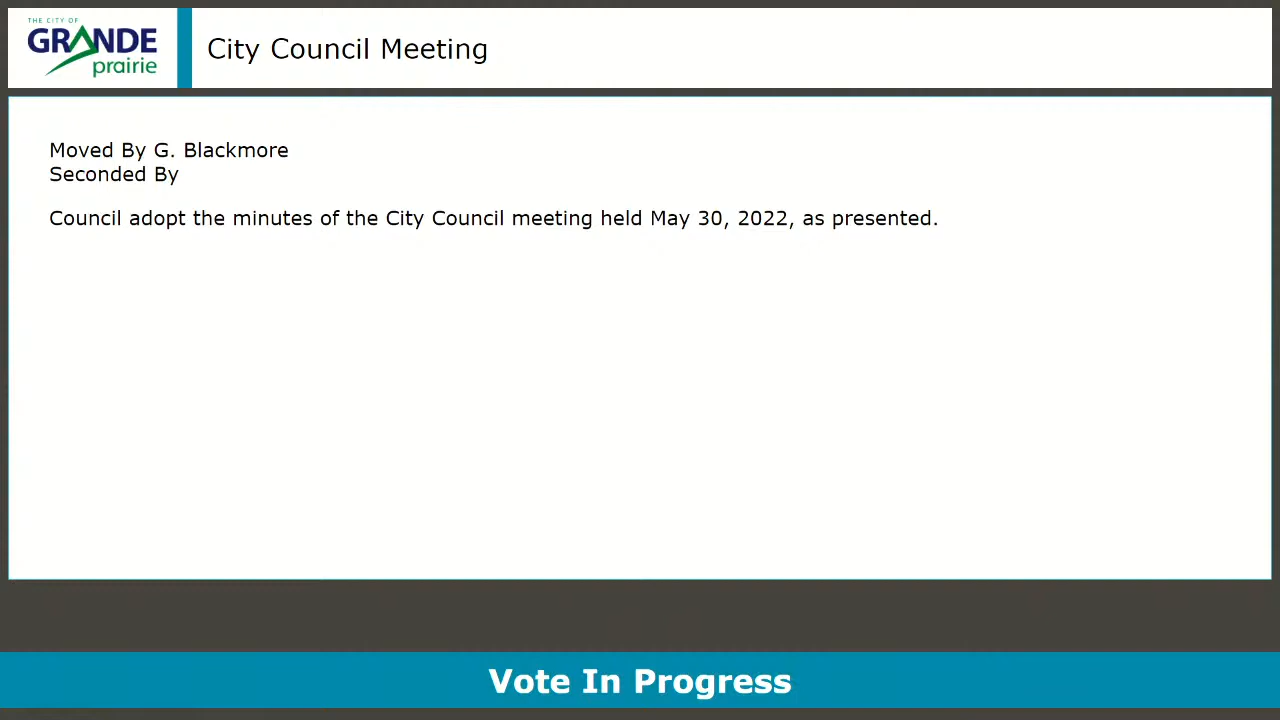 THE CITY OF
GRANDE
prairie
City Council Meeting
Moved By G. Blackmore
Seconded By
Council adopt the minutes of the City Council meeting held May 30, 2022, as presented.
Vote In Progress